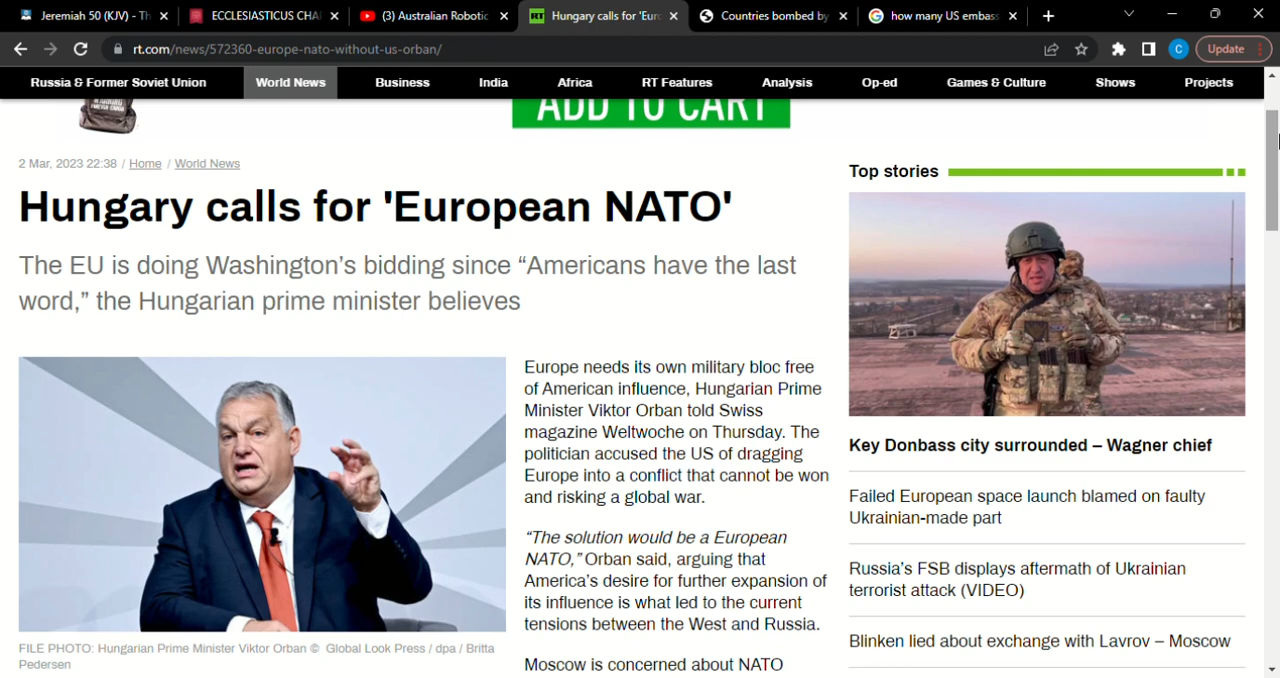 Jeremiah 50 (KJV) - Th
ECCLESIASTICUS CHA
(3) Australian Robotic
RT
Hungary calls for 'Eur
Countries bombed by
how many US embass
rt.com/news/572360-europe-nato-without-us-orban/
C
Update
Russia & Former Soviet Union
World News
Business
India
Africa
RT Features
Analysis
Op-ed
Games & Culture
Shows
Projects
ADD TO CART
2 Mar, 2023 22:38 / Home / World News
Hungary calls for 'European NATO'
The EU is doing Washington's bidding since “Americans have the last
word,” the Hungarian prime minister believes
FILE PHOTO: Hungarian Prime Minister Viktor Orban © Global Look Press / dpa / Britta
Pedersen
Europe needs its own military bloc free
of American influence, Hungarian Prime
Minister Viktor Orban told Swiss
magazine Weltwoche on Thursday. The
politician accused the US of dragging
Europe into a conflict that cannot be won
and risking a global war.
“The solution would be a European
NATO,” Orban said, arguing that
America's desire for further expansion of
its influence is what led to the current
tensions between the West and Russia.
Moscow is concerned about NATO
Top stories
Key Donbass city surrounded – Wagner chief
Failed European space launch blamed on faulty
Ukrainian-made part
Russia's FSB displays aftermath of Ukrainian
terrorist attack (VIDEO)
Blinken lied about exchange with Lavrov – Moscow